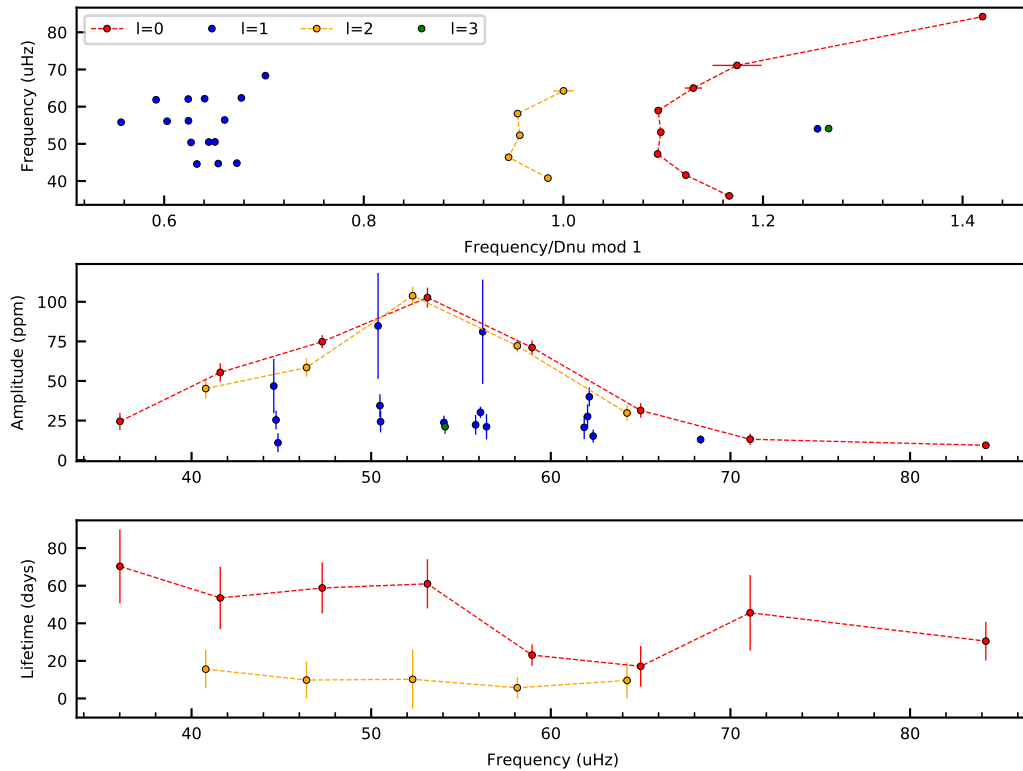 l=0 l=1 l=2 l=3
Frequency (uHz)
80
70
60
50
40
0.6 0.8 1.0 1.2 1.4
Frequency/Dnu mod 1
Amplitude (ppm)
100
75
50
25
0
40 50 60 70 80
Lifetime (days)
80
60
40
20
0
40 50 60 70 80
Frequency (uHz)